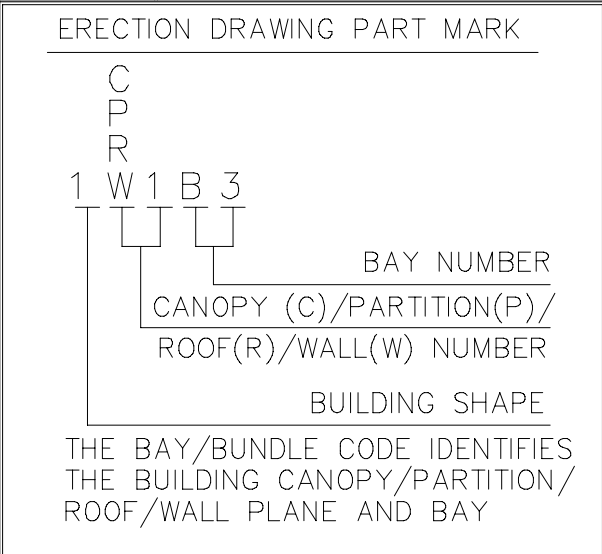 ERECTION DRAWING PART MARK
C
P
R
1 W 1 B 3
BAY NUMBER
CANOPY (C)/PARTITION(P)/
ROOF(R)/WALL(W) NUMBER
BUILDING SHAPE
THE BAY/BUNDLE CODE IDENTIFIES
THE BUILDING CANOPY/PARTITION/
ROOF/WALL PLANE AND BAY